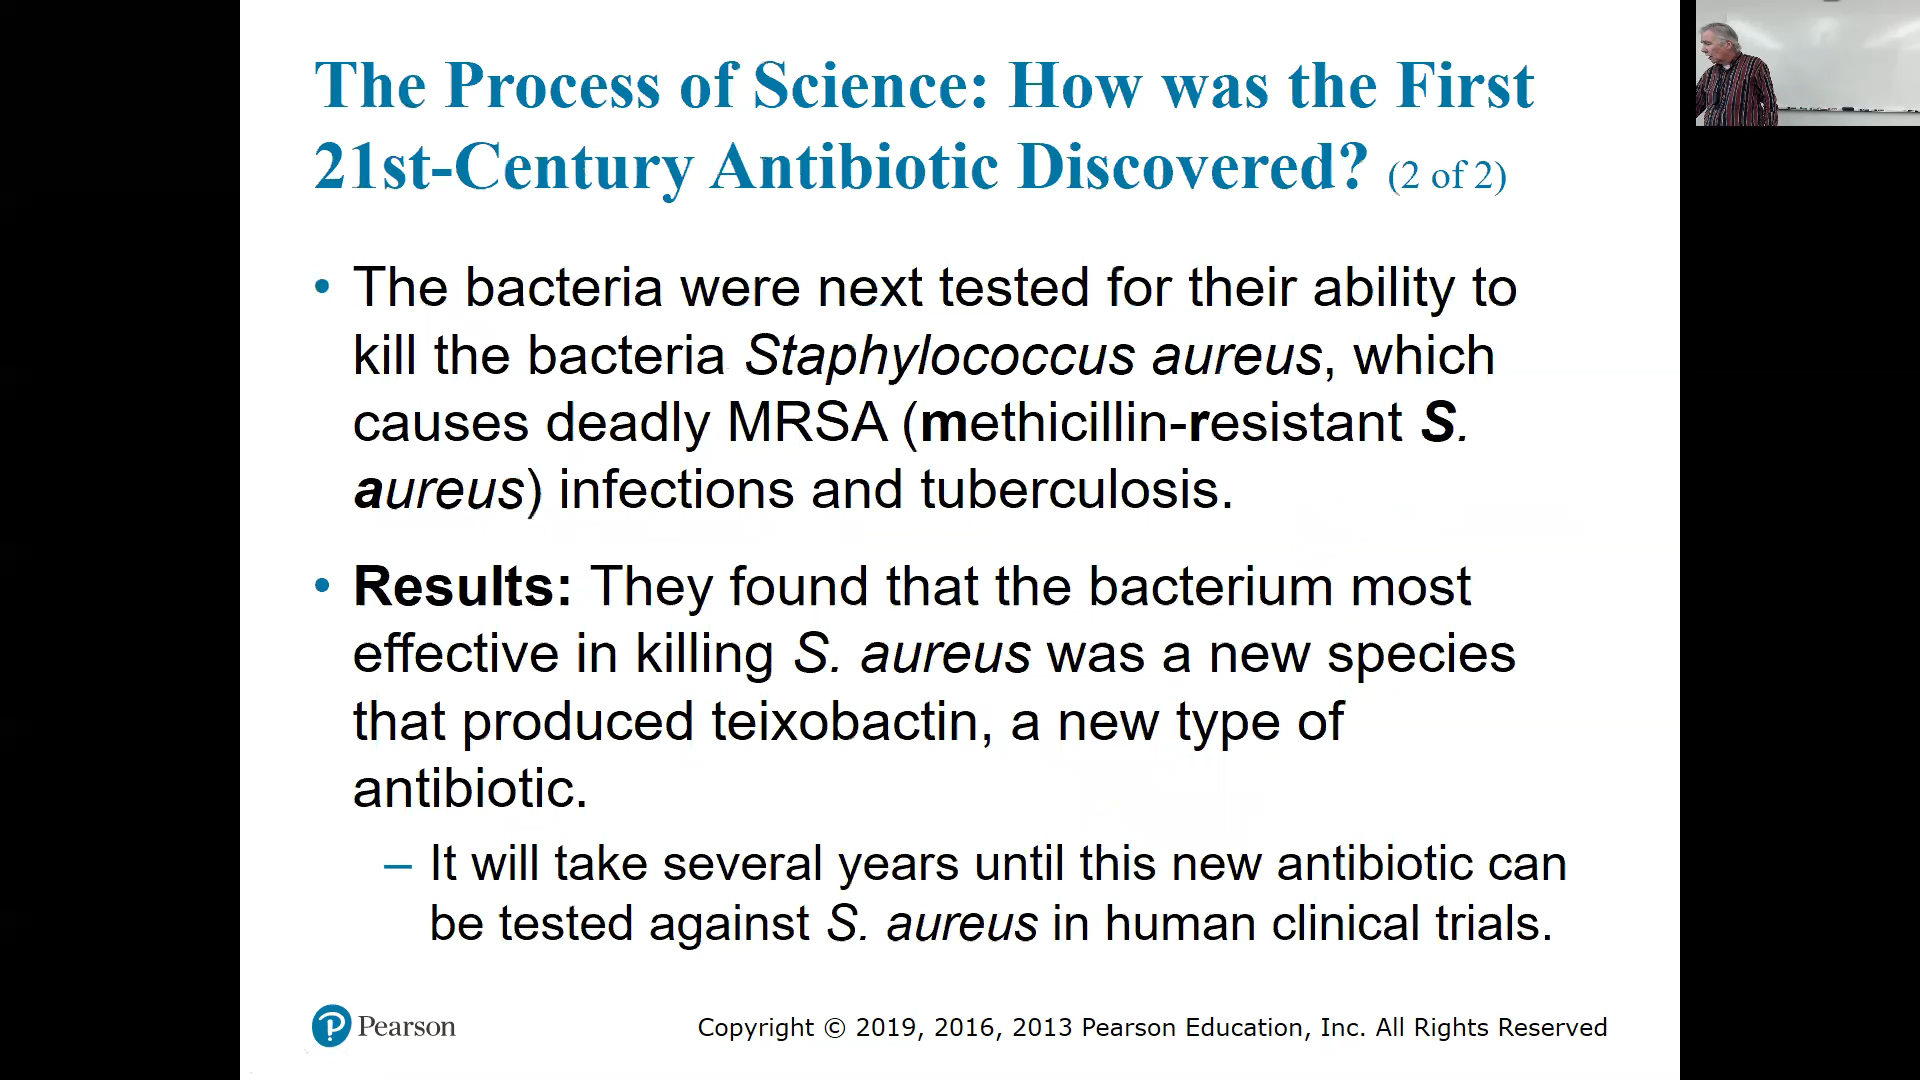 The Process of Science: How was the First
21st-Century Antibiotic Discovered? (2 of 2)
• The bacteria were next tested for their ability to
kill the bacteria Staphylococcus aureus, which
causes deadly MRSA (methicillin-resistant S.
aureus) infections and tuberculosis.
• Results: They found that the bacterium most
effective in killing S. aureus was a new species
that produced teixobactin, a new type of
antibiotic.
– It will take several years until this new antibiotic can
be tested against S. aureus in human clinical trials.
Pearson
Copyright © 2019, 2016, 2013 Pearson Education, Inc. All Rights Reserved